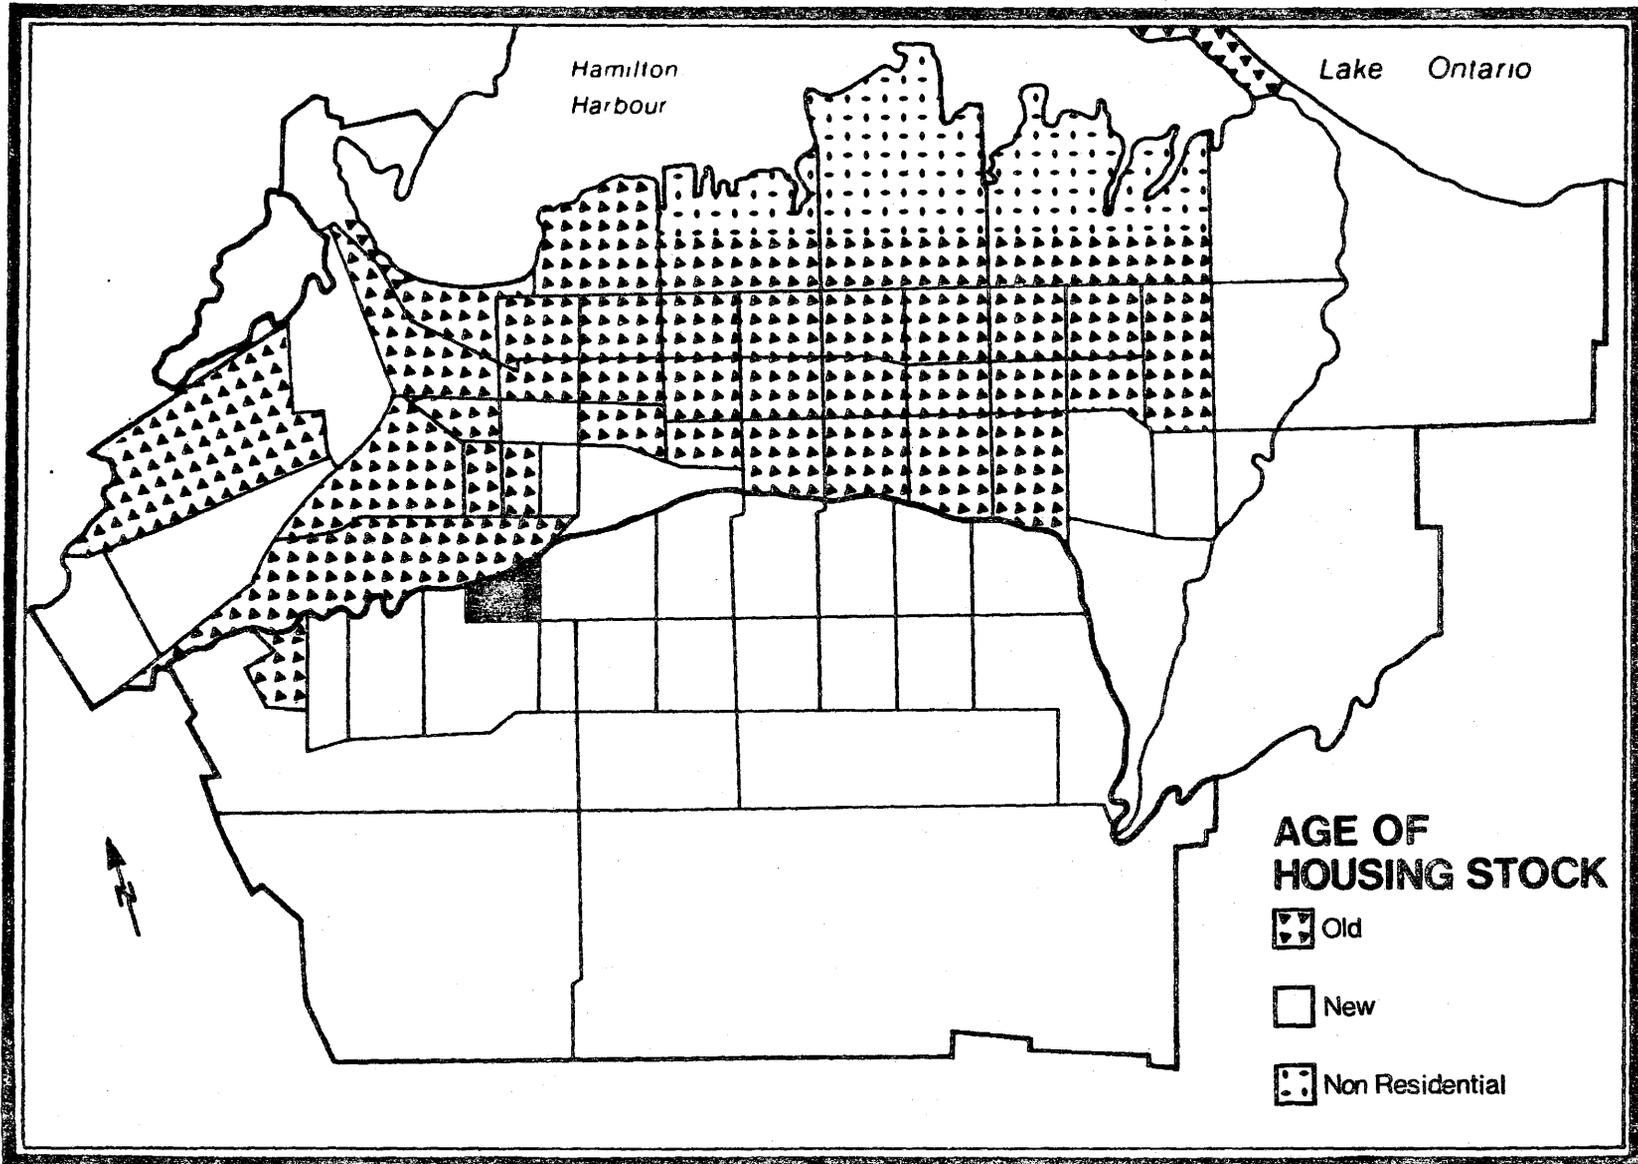 Hamilton
Harbour
Lake Ontario
N
AGE OF
HOUSING STOCK
Old
New
Non Residential